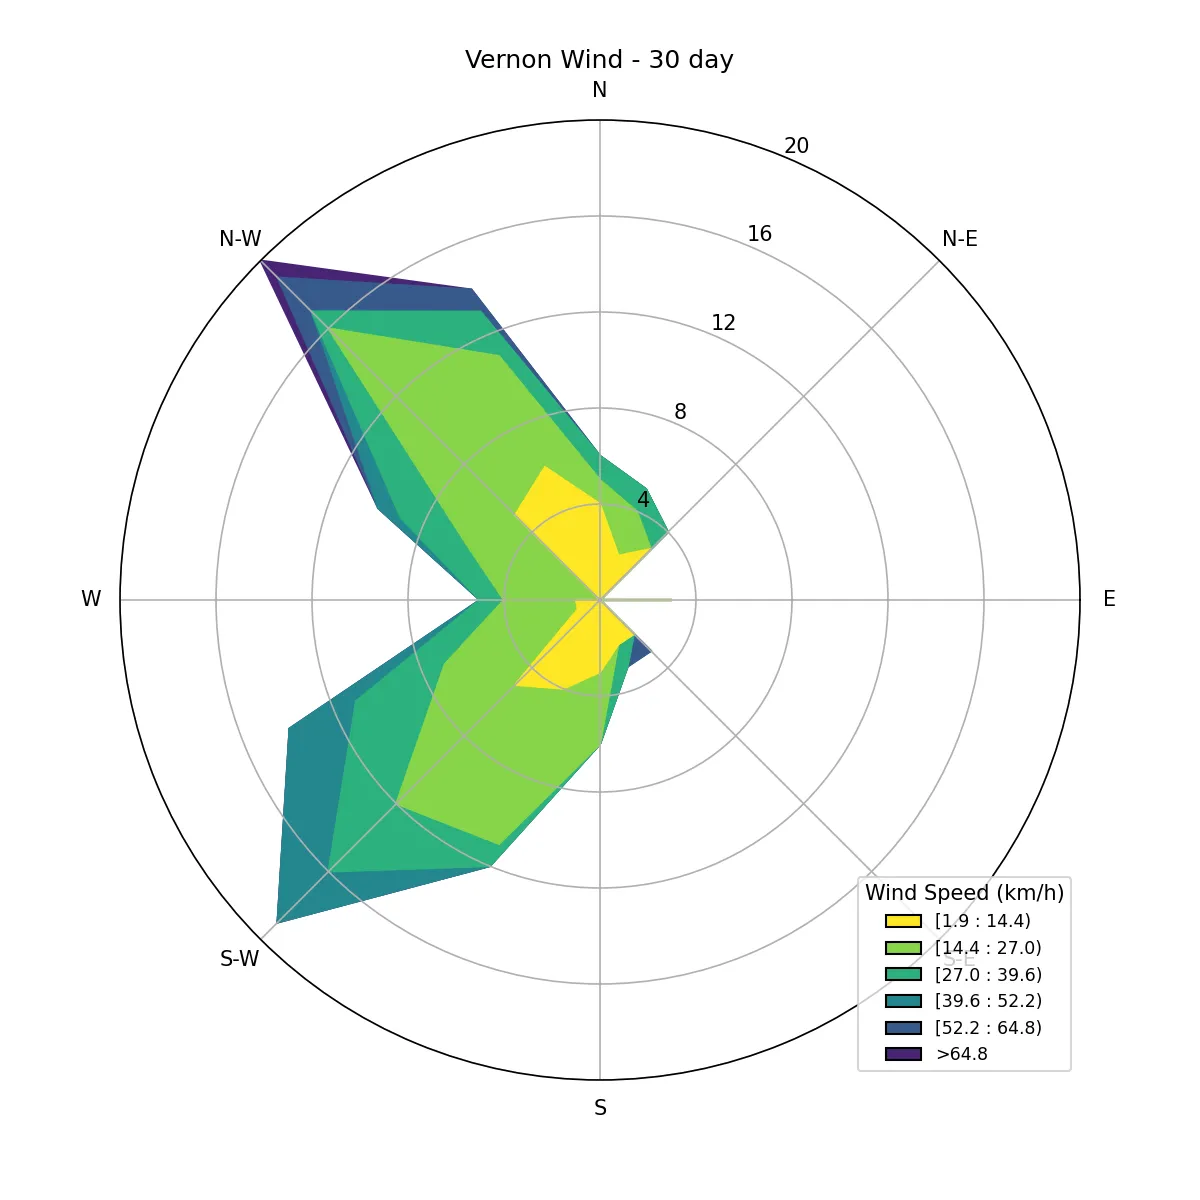 Vernon Wind - 30 day
N
20
N-W
N-E
16
12
8
4
W
E
S-W
S-E
S
Wind Speed (km/h)
[1.9 : 14.4)
[14.4 : 27.0)
[27.0 : 39.6)
[39.6 : 52.2)
[52.2 : 64.8)
>64.8